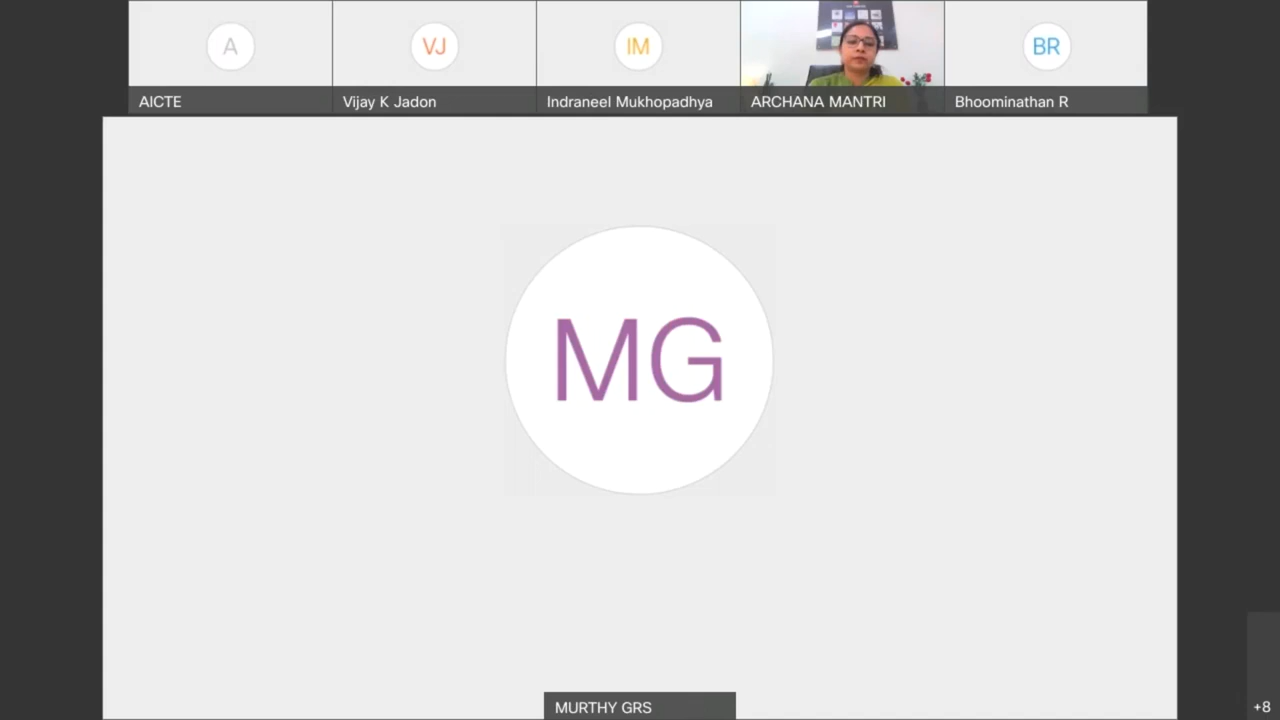 A
VJ
IM
BR
AICTE
Vijay K Jadon
Indraneel Mukhopadhya
ARCHANA MANTRI
Bhoominathan R
MG
MURTHY GRS
+8